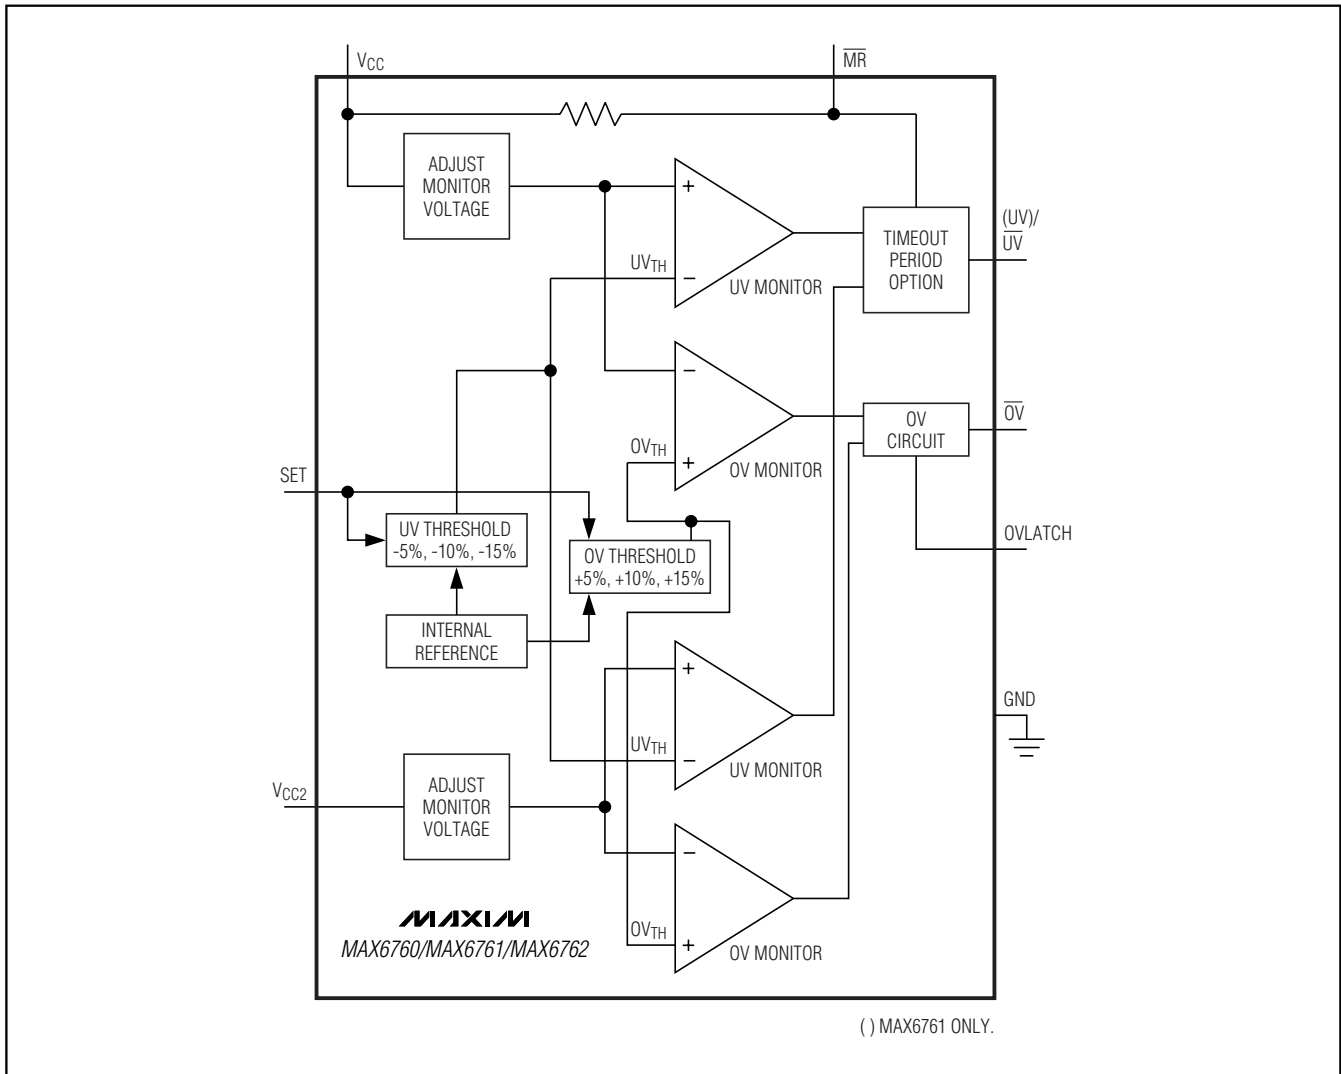 VCC
MR
ADJUST
MONITOR
VOLTAGE
+
UVTH
−
UV MONITOR
TIMEOUT
PERIOD
OPTION
(UV)/
UV
−
OVTH
+
OV MONITOR
OV
CIRCUIT
OV
OVLATCH
SET
UV THRESHOLD
-5%, -10%, -15%
OV THRESHOLD
+5%, +10%, +15%
INTERNAL
REFERENCE
+
UVTH
−
UV MONITOR
GND
VCC2
ADJUST
MONITOR
VOLTAGE
−
OVTH
+
OV MONITOR
MAXIM
MAX6760/MAX6761/MAX6762
( ) MAX6761 ONLY.